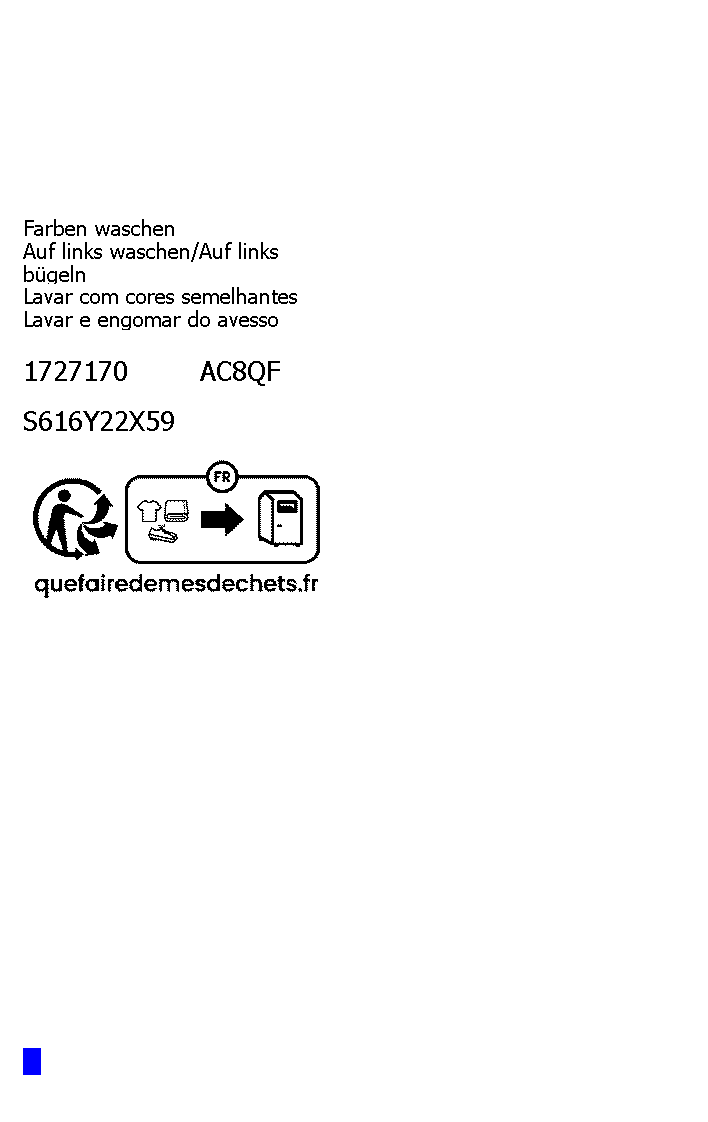 Farben waschen
Auf links waschen/Auf links
bügeln
Lavar com cores semelhantes
Lavar e engomar do avesso
1727170 AC8QF
S616Y22X59
FR
quefairedemesdechets.fr